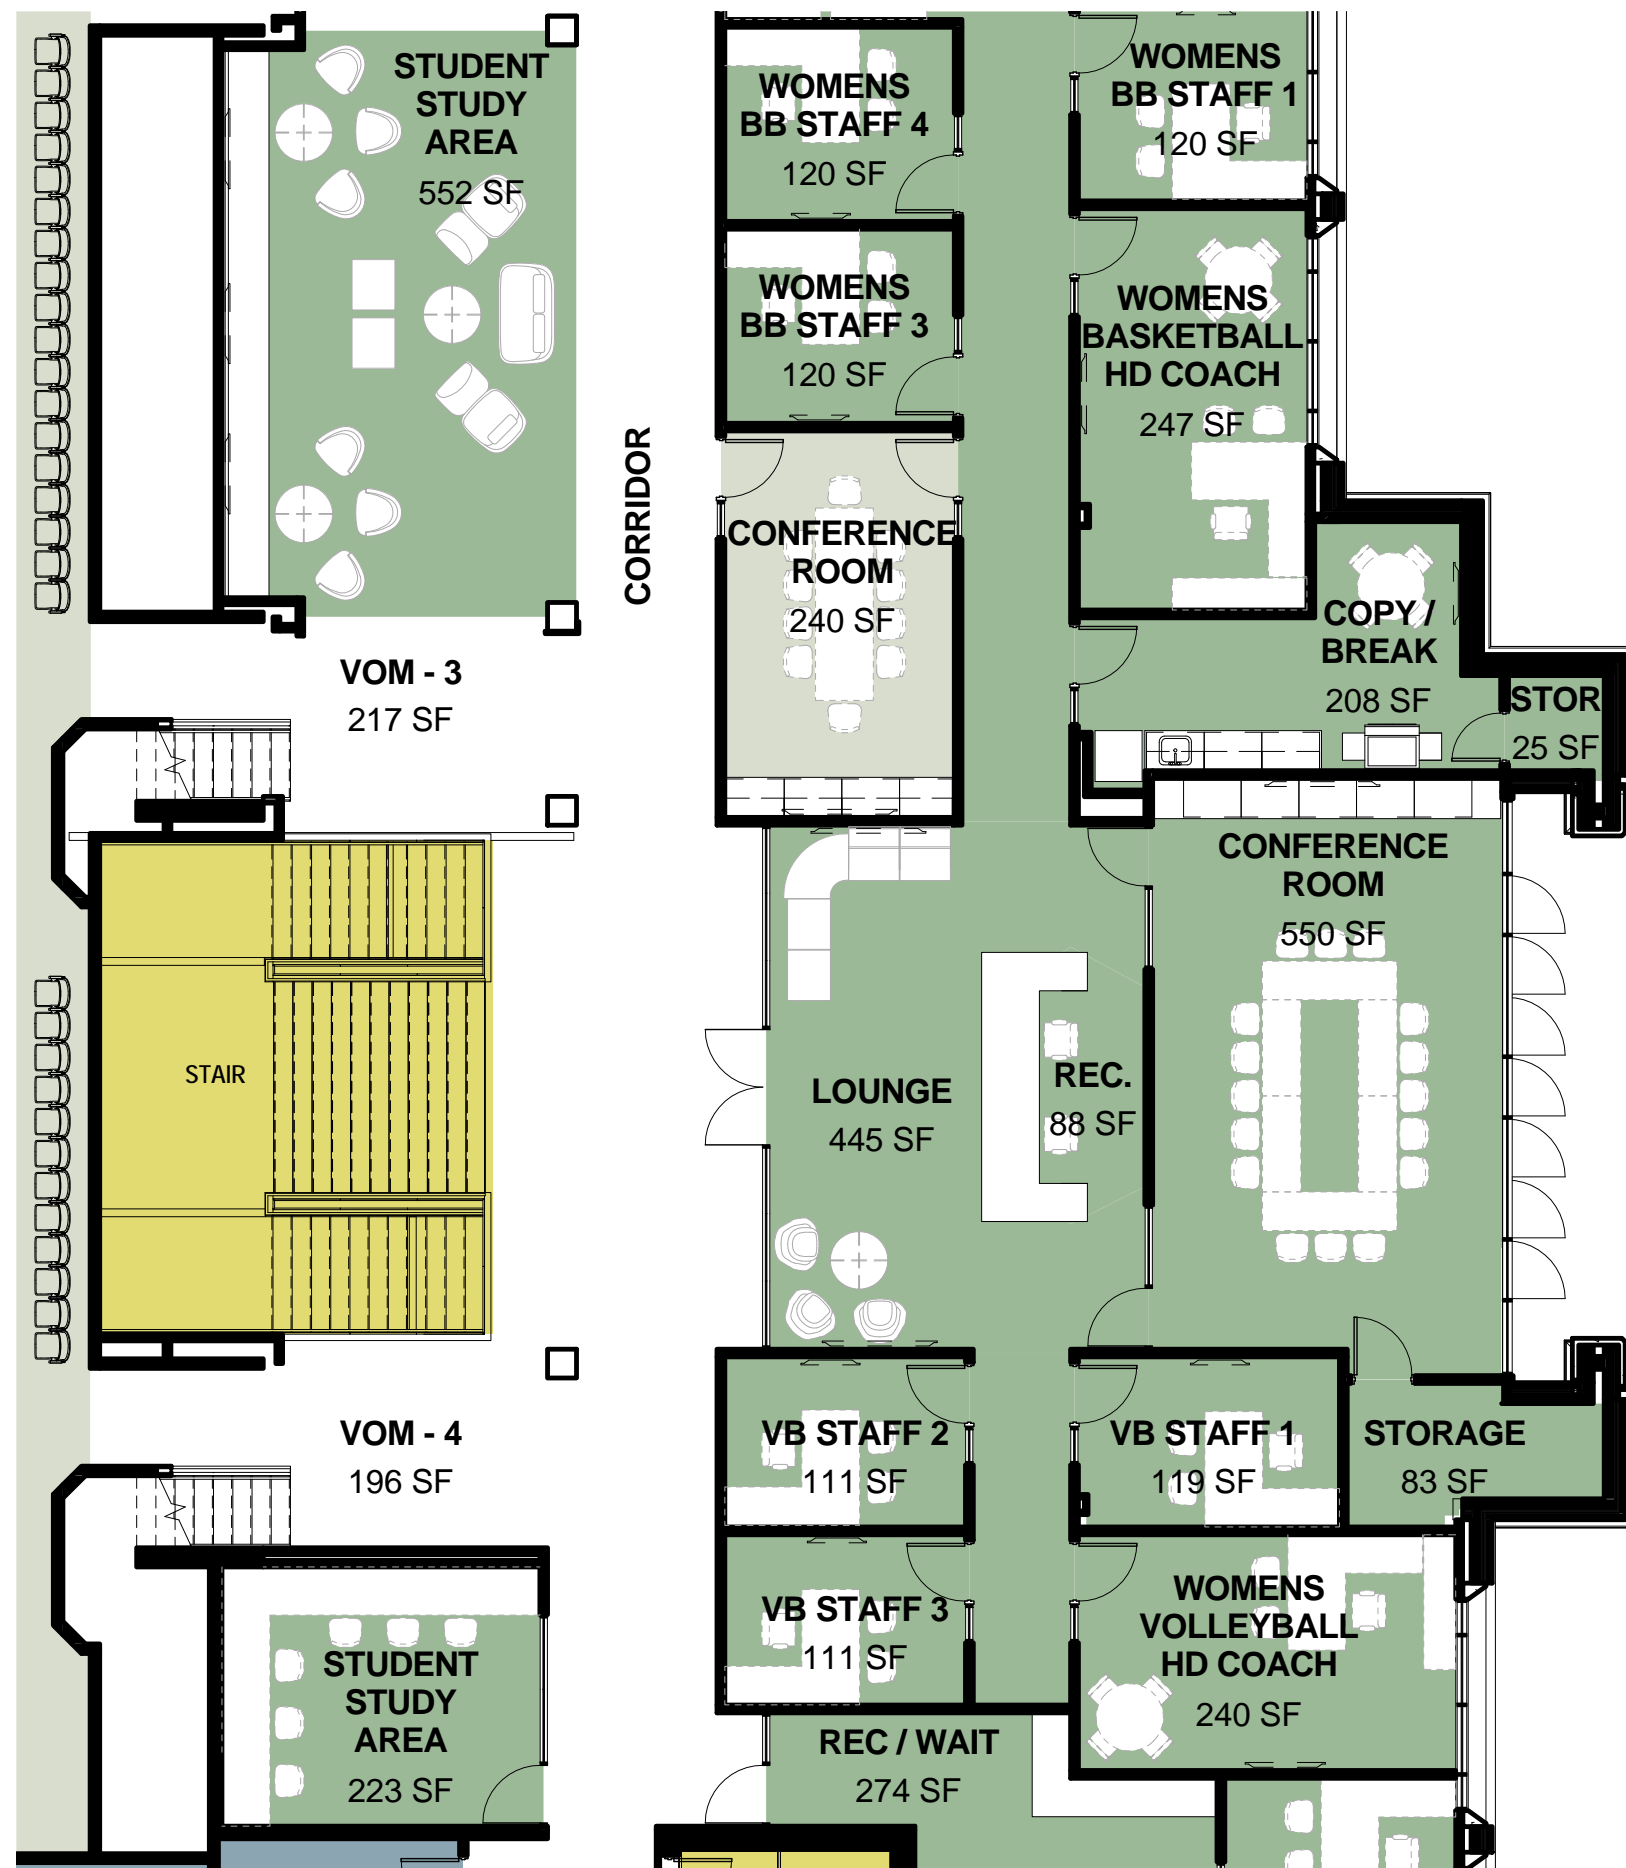 STUDENT
STUDY
AREA
552 SF
WOMENS
BB STAFF 4
120 SF
WOMENS
BB STAFF 1
120 SF
WOMENS
BB STAFF 3
120 SF
WOMENS
BASKETBALL
HD COACH
247 SF
CORRIDOR
CONFERENCE
ROOM
240 SF
COPY /
BREAK
208 SF
STOR
25 SF
VOM - 3
217 SF
CONFERENCE
ROOM
550 SF
STAIR
LOUNGE
445 SF
REC.
88 SF
VOM - 4
196 SF
VB STAFF 2
111 SF
VB STAFF 1
119 SF
STORAGE
83 SF
VB STAFF 3
111 SF
WOMENS
VOLLEYBALL
HD COACH
240 SF
STUDENT
STUDY
AREA
223 SF
REC / WAIT
274 SF